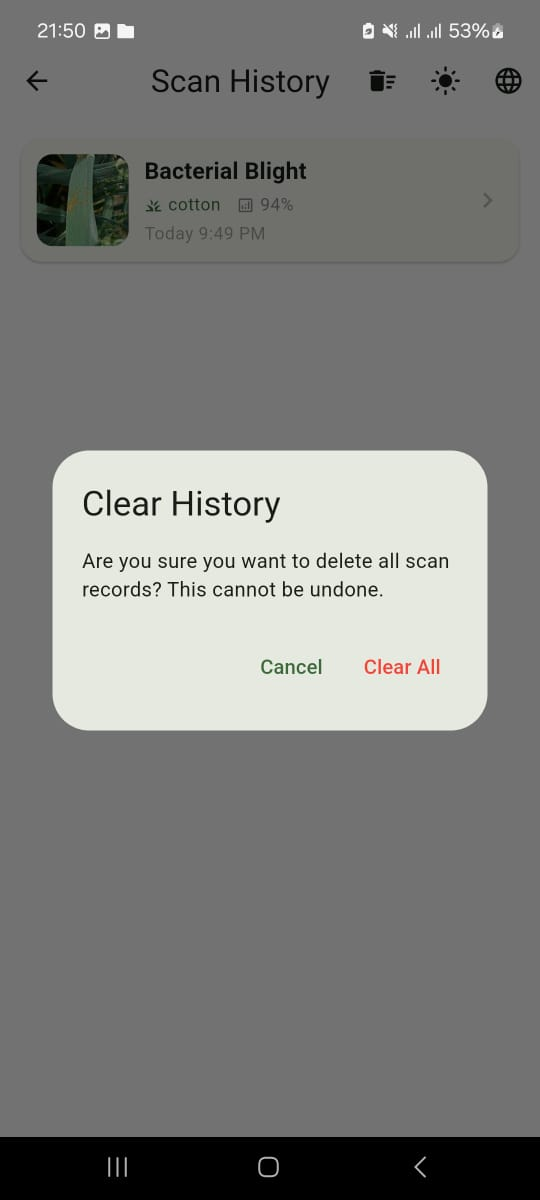 21:50 53%
Scan History
Bacterial Blight
cotton 94%
Today 9:49 PM
Clear History
Are you sure you want to delete all scan
records? This cannot be undone.
Cancel Clear All